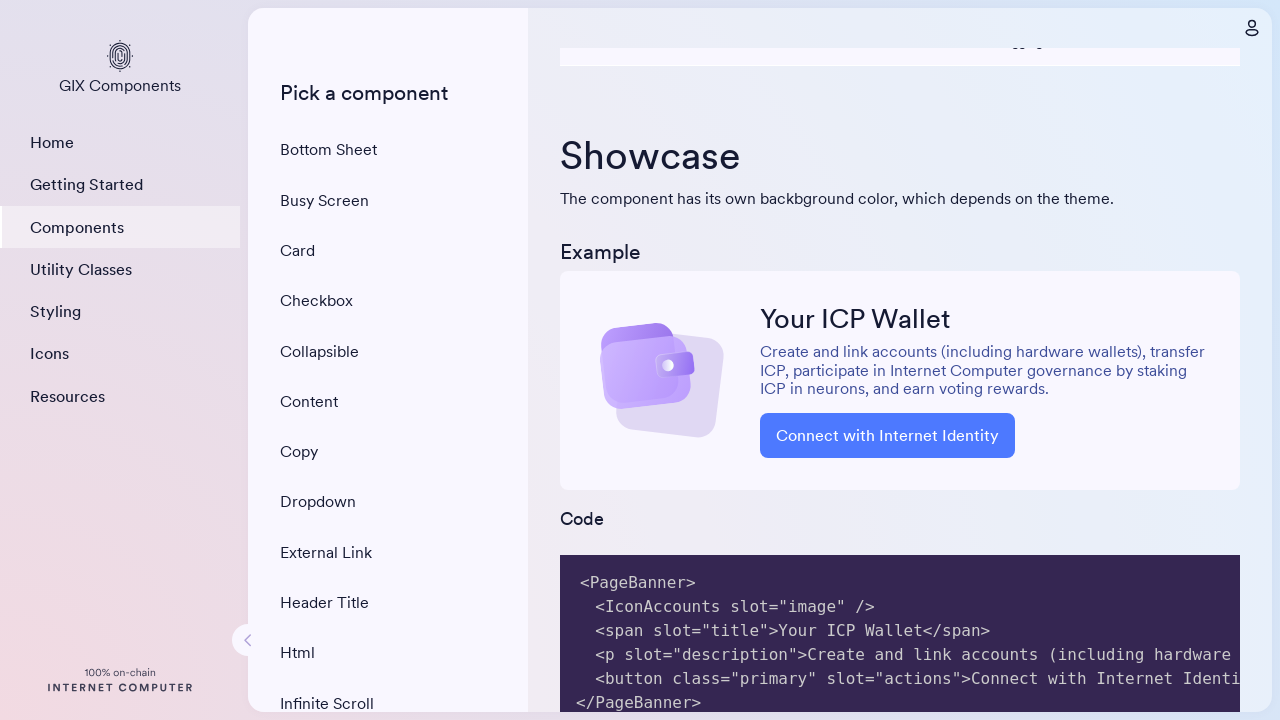 GIX Components
Home
Getting Started
Components
Utility Classes
Styling
Icons
Resources
100% on-chain
INTERNET COMPUTER
Pick a component
Bottom Sheet
Busy Screen
Card
Checkbox
Collapsible
Content
Copy
Dropdown
External Link
Header Title
Html
Infinite Scroll
Showcase
The component has its own backbground color, which depends on the theme.
Example
Your ICP Wallet
Create and link accounts (including hardware wallets), transfer
ICP, participate in Internet Computer governance by staking
ICP in neurons, and earn voting rewards.
Connect with Internet Identity
Code
<PageBanner>
<IconAccounts slot="image" />
<span slot="title">Your ICP Wallet</span>
<p slot="description">Create and link accounts (including hardware
<button class="primary" slot="actions">Connect with Internet Identi
</PageBanner>